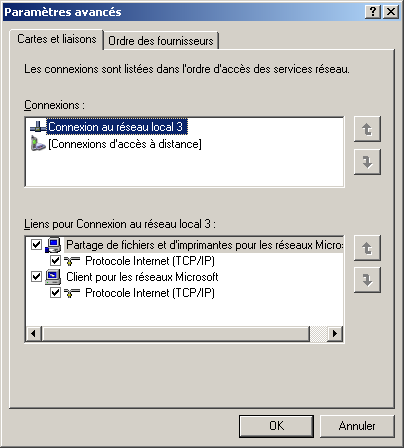 Paramètres avancés
Cartes et liaisons
Ordre des fournisseurs
Les connexions sont listées dans l'ordre d'accès des services réseau.
Connexions :
Connexion au réseau local 3
[Connexions d'accès à distance]
Liens pour Connexion au réseau local 3 :
Partage de fichiers et d'imprimantes pour les réseaux Micros
Protocole Internet (TCP/IP)
Client pour les réseaux Microsoft
Protocole Internet (TCP/IP)
OK
Annuler